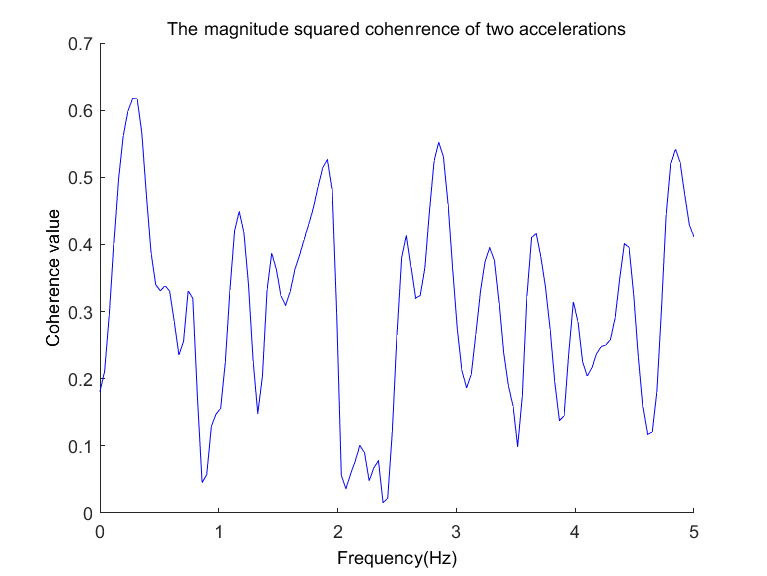 The magnitude squared cohenrence of two accelerations
0.7
0.6
0.5
0.4
0.3
0.2
0.1
0
Coherence value
0 1 2 3 4 5
Frequency(Hz)